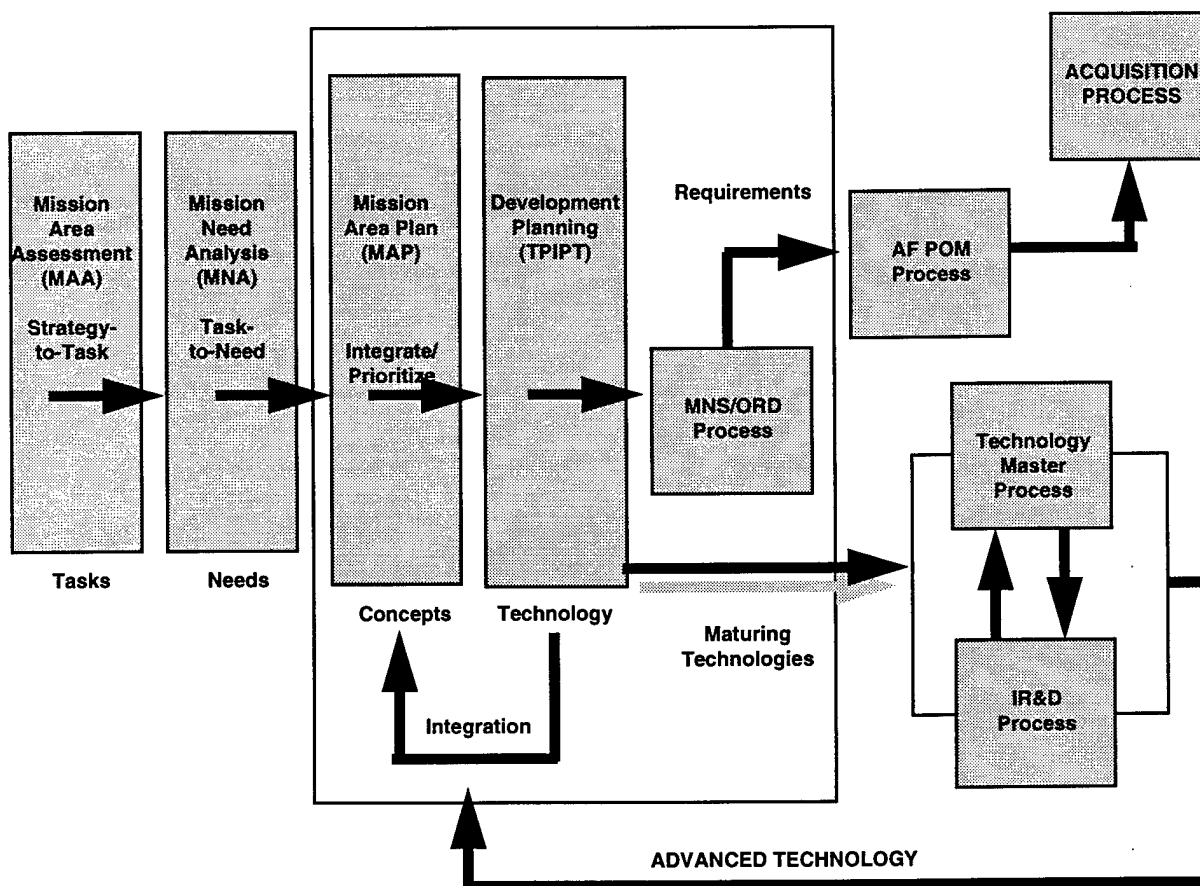 ACQUISITION
PROCESS
Mission
Area
Assessment
(MAA)
Strategy-
to-Task
Mission
Need
Analysis
(MNA)
Task-
to-Need
Mission
Area Plan
(MAP)
Integrate/
Prioritize
Development
Planning
(TPIPT)
Requirements
AF POM
Process
MNS/ORD
Process
Technology
Master
Process
Tasks
Needs
Concepts
Technology
Maturing
Technologies
Integration
IR&D
Process
ADVANCED TECHNOLOGY